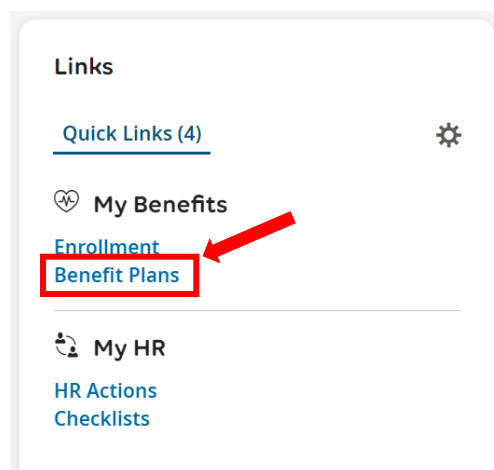 Links
Quick Links (4)
My Benefits
Enrollment
Benefit Plans
My HR
HR Actions
Checklists